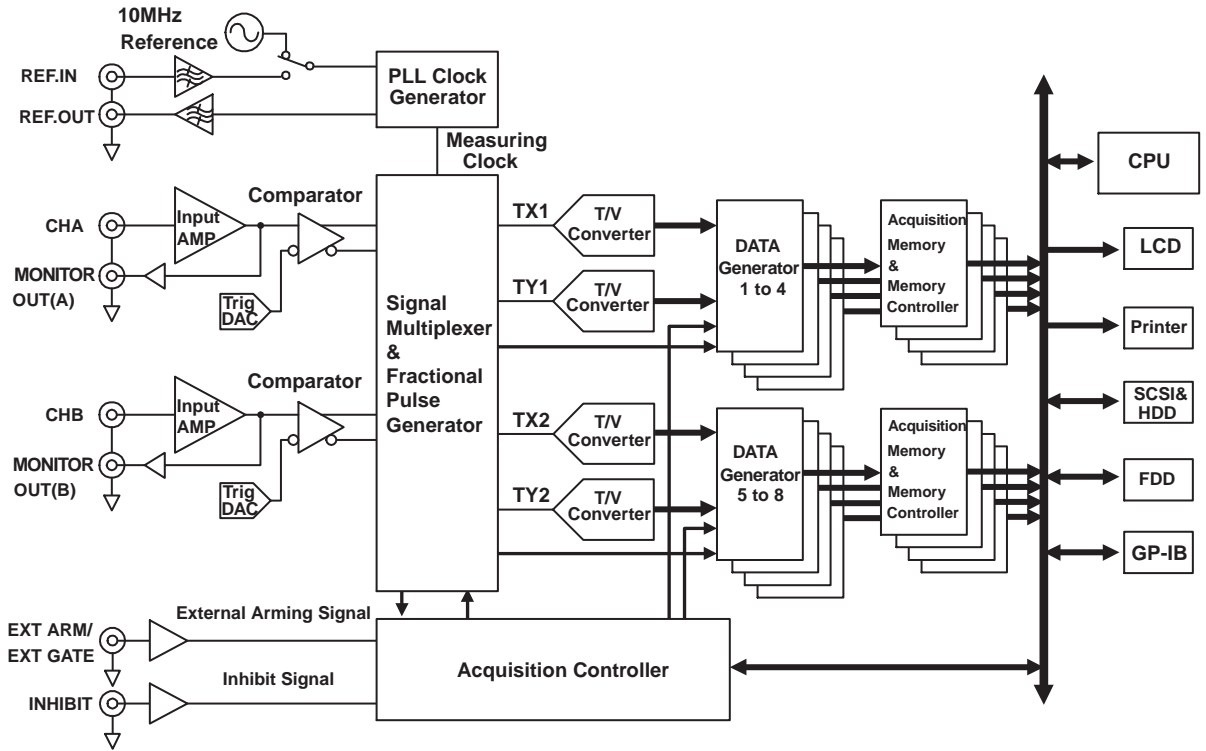 10MHz
Reference
REF.IN
REF.OUT
PLL Clock
Generator
Measuring
Clock
CHA
Input
AMP
Comparator
MONITOR
OUT(A)
Trig
DAC
CHB
Input
AMP
Comparator
MONITOR
OUT(B)
Trig
DAC
Signal
Multiplexer
&
Fractional
Pulse
Generator
TX1
T/V
Converter
TY1
T/V
Converter
TX2
T/V
Converter
TY2
T/V
Converter
DATA
Generator
1 to 4
Acquisition
Memory
&
Memory
Controller
DATA
Generator
5 to 8
Acquisition
Memory
&
Memory
Controller
CPU
LCD
Printer
SCSI&
HDD
FDD
GP-IB
EXT ARM/
EXT GATE
External Arming Signal
INHIBIT
Inhibit Signal
Acquisition Controller